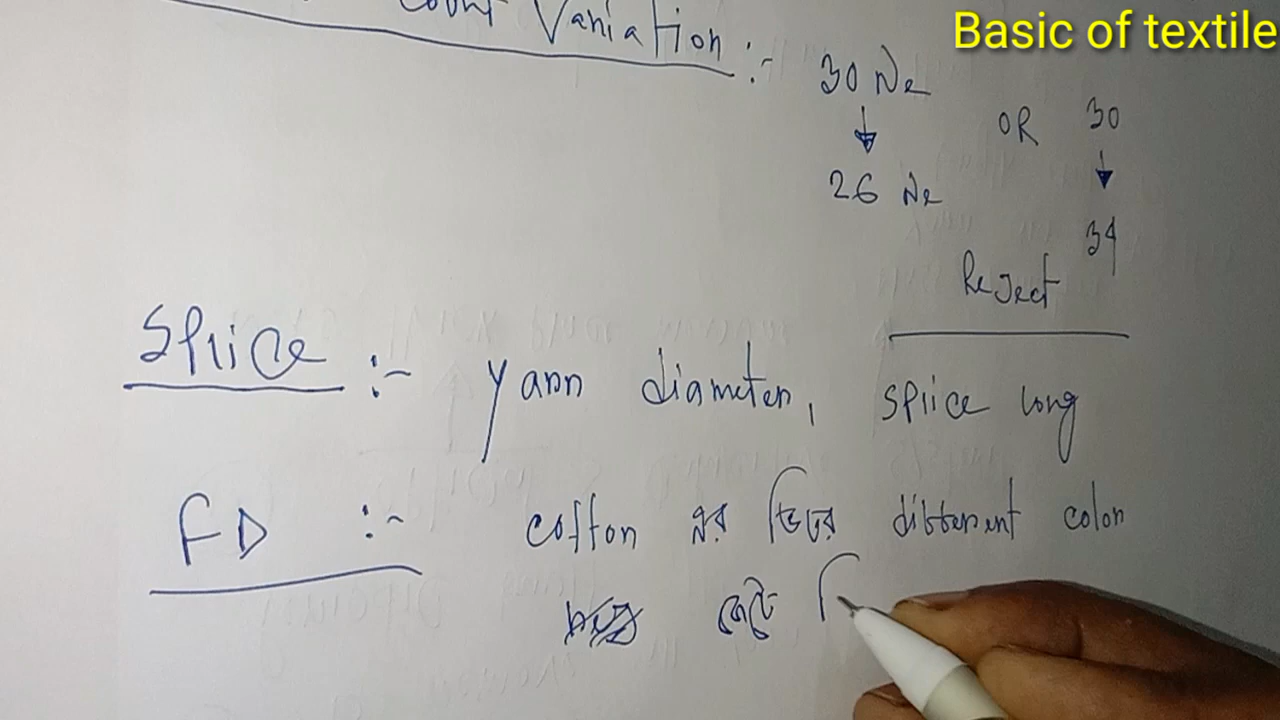 Basic of textile
Count Variation :-
30 Ne
↓
26 Ne
OR 30
↓
34
Reject
Splice :- Yarn diameter, splice long
FD :- cotton এর ভিতর different color
কেটে